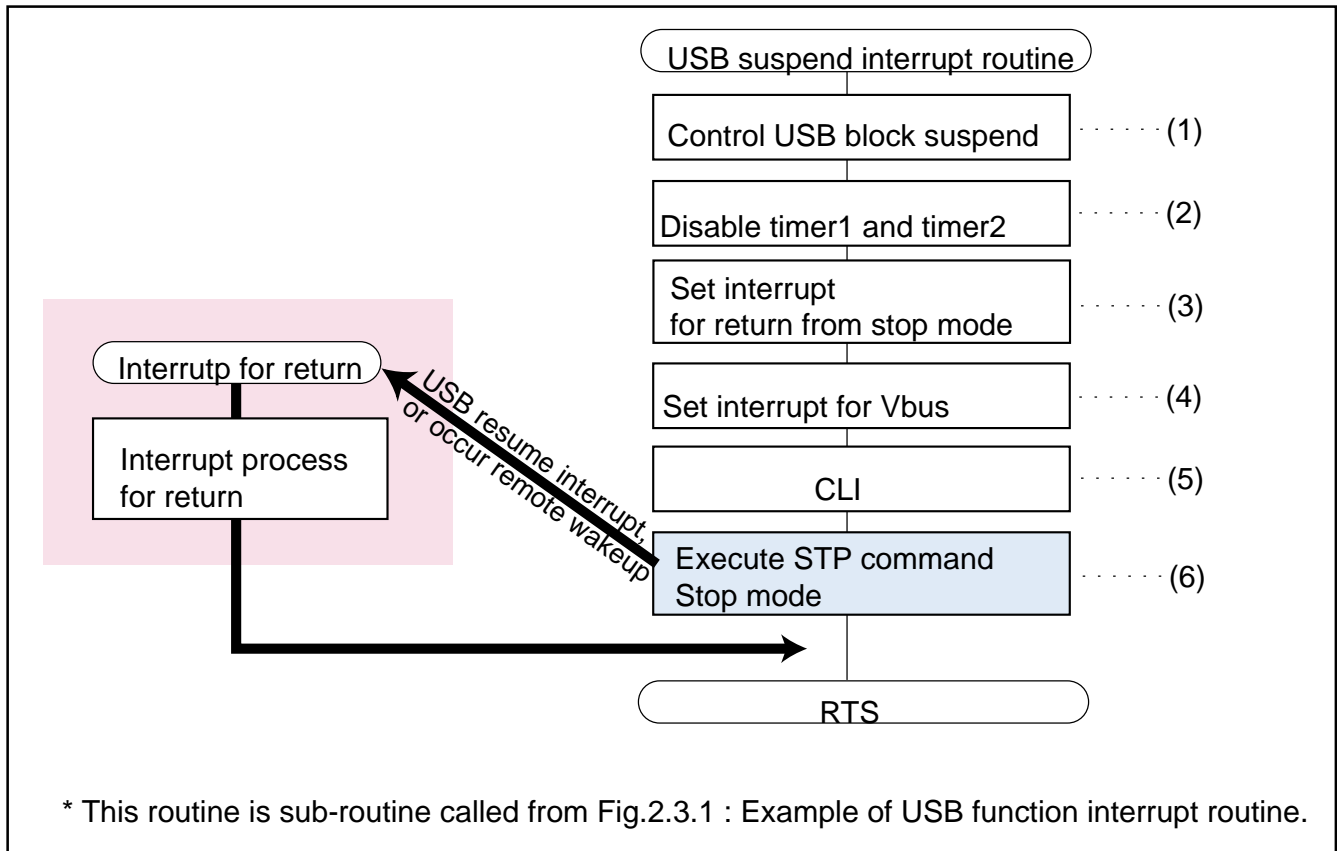 USB suspend interrupt routine
Control USB block suspend
(1)
Disable timer1 and timer2
(2)
Set interrupt
for return from stop mode
(3)
Set interrupt for Vbus
(4)
CLI
(5)
Execute STP command
Stop mode
(6)
USB resume interrupt,
or occur remote wakeup
Interrutp for return
Interrupt process
for return
RTS
* This routine is sub-routine called from Fig.2.3.1 : Example of USB function interrupt routine.